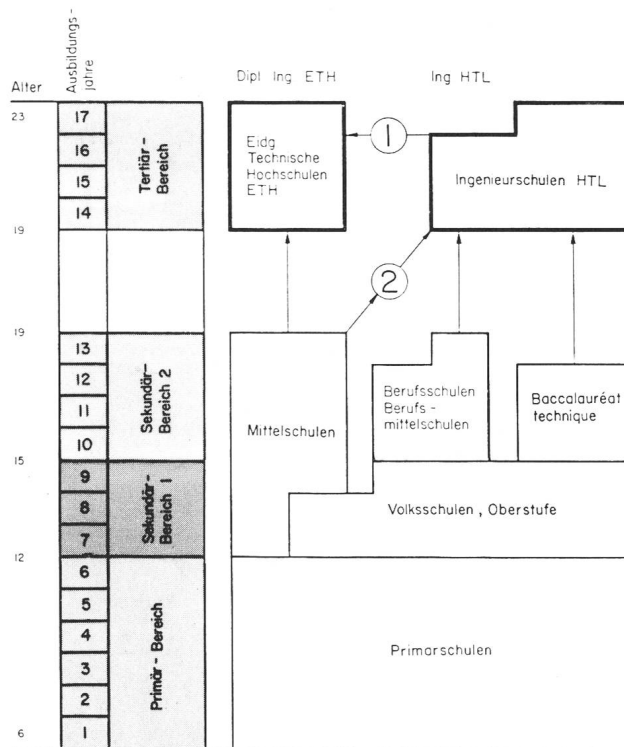 Alter
Ausbildungs-
jahre
Dipl Ing ETH
Ing HTL
23
17
16
15
14
Tertiär-
Bereich
Eidg
Technische
Hochschulen
ETH
1
Ingenieurschulen HTL
19
2
19
13
12
11
10
Sekundär-
Bereich 2
Mittelschulen
Berufsschulen
Berufs-
mittelschulen
Baccalauréat
technique
15
9
8
7
Sekundär-
Bereich 1
Volksschulen, Oberstufe
12
6
5
4
3
2
1
Primär-Bereich
Primarschulen
6